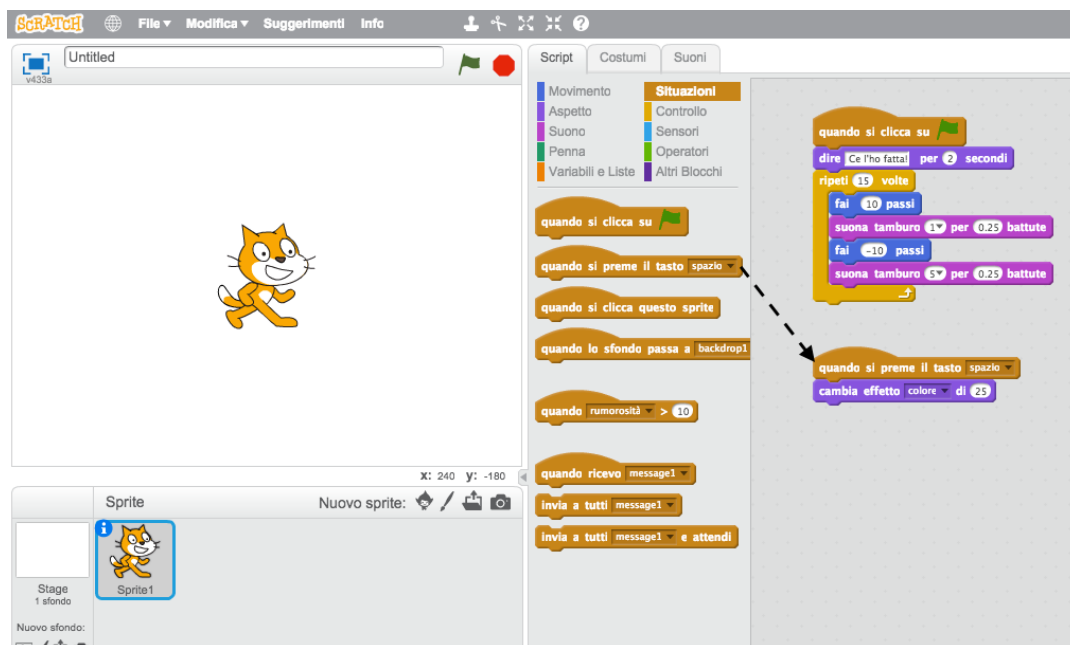 SCRATCH File Modifica Suggerimenti Info
Untitled
v433a
X: 240 y: -180
Sprite Nuovo sprite:
Sprite1
Stage
1 sfondo
Nuovo sfondo:
Script Costumi Suoni
Movimento Situazioni
Aspetto Controllo
Suono Sensori
Penna Operatori
Variabili e Liste Altri Blocchi
quando si clicca su
quando si preme il tasto spazio
quando si clicca questo sprite
quando lo sfondo passa a backdrop1
quando rumorosità > 10
quando ricevo message1
invia a tutti message1
invia a tutti message1 e attendi
quando si clicca su
dire Ce l'ho fatta! per 2 secondi
ripeti 15 volte
fai 10 passi
suona tamburo 1 per 0.25 battute
fai -10 passi
suona tamburo 5 per 0.25 battute
quando si preme il tasto spazio
cambia effetto colore di 25